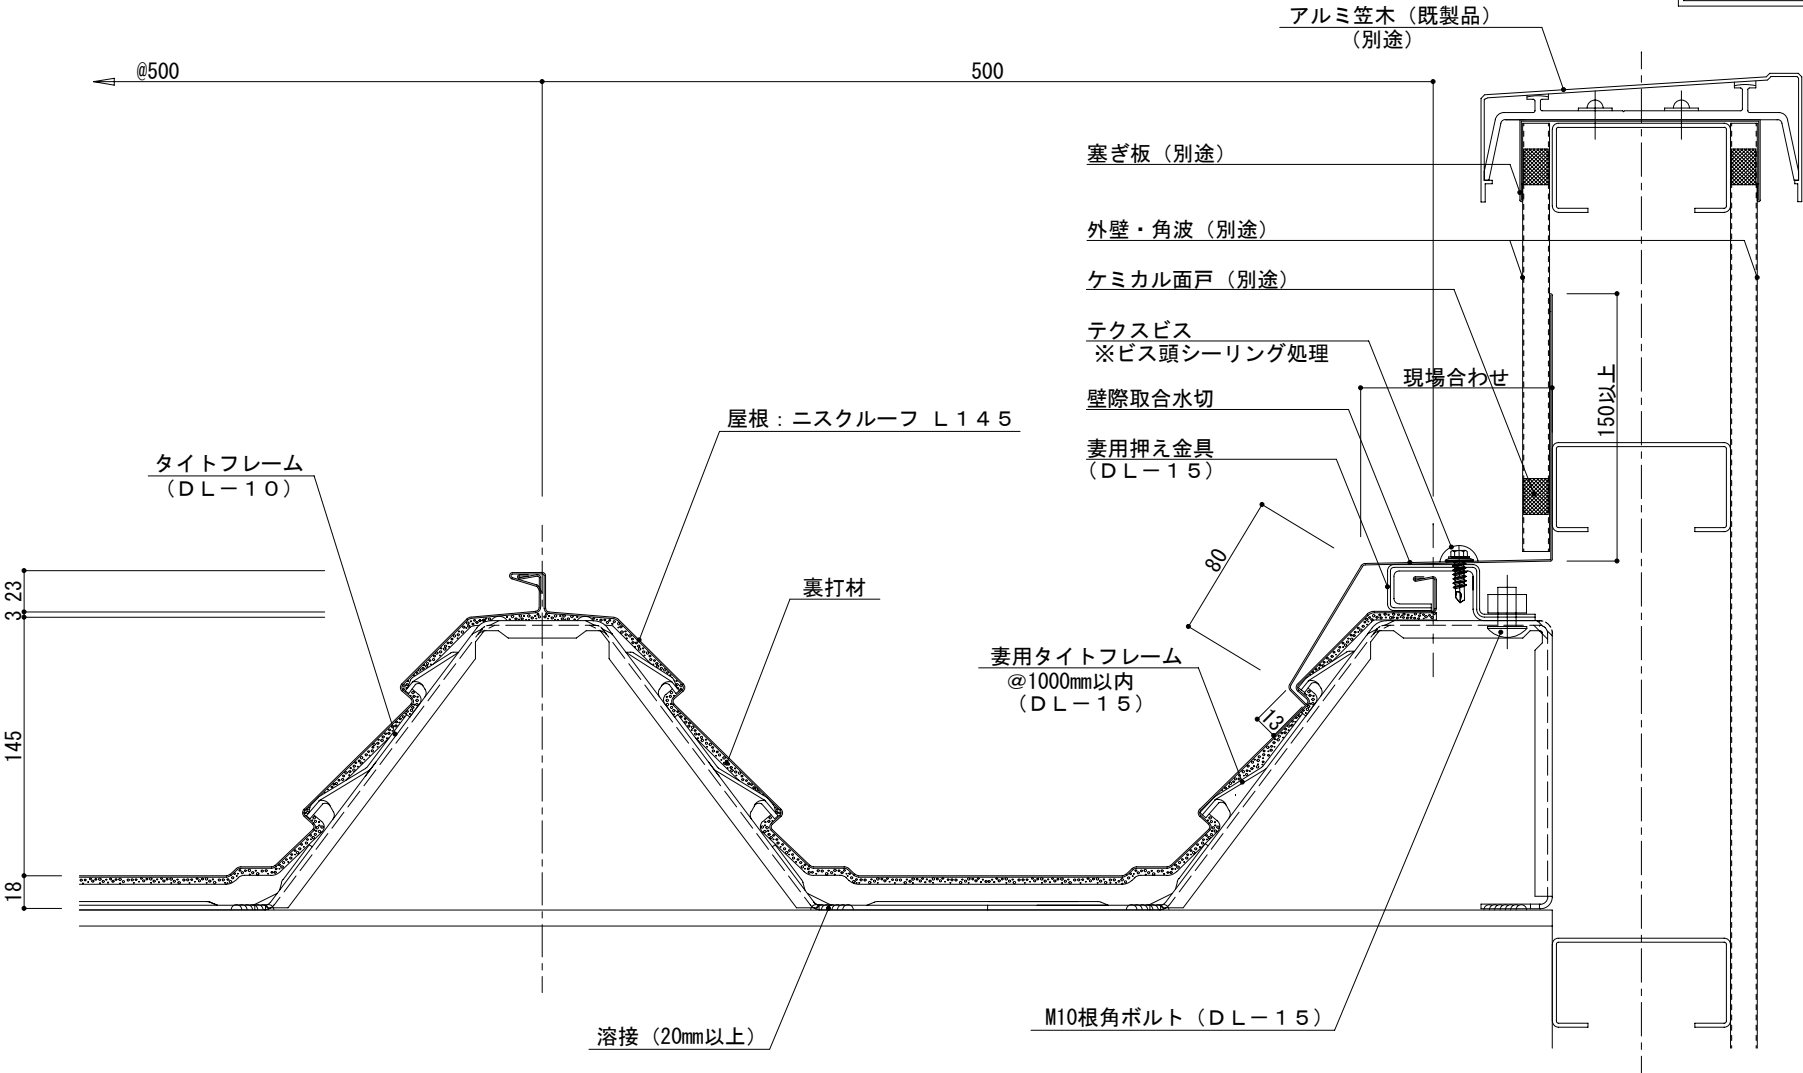 アルミ笠木（既製品）
（別途）
@500
500
塞ぎ板（別途）
外壁・角波（別途）
ケミカル面戸（別途）
テクスビス
※ビス頭シーリング処理
現場合わせ
150以上
壁際取合水切
屋根：ニスクルーフ Ｌ１４５
妻用押え金具
（ＤＬ－１５）
タイトフレーム
（ＤＬ－１０）
80
23
3
裏打材
妻用タイトフレーム
@1000mm以内
（ＤＬ－１５）
13
145
18
溶接（20mm以上）
M10根角ボルト（ＤＬ－１５）